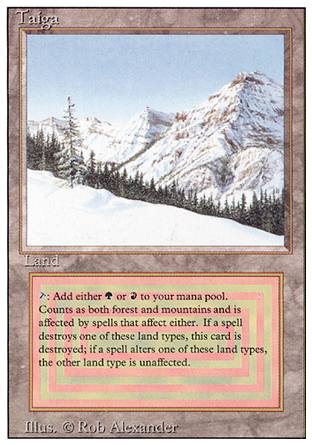 Taiga
Land
: Add either or to your mana pool.
Counts as both forest and mountains and is
affected by spells that affect either. If a spell
destroys one of these land types, this card is
destroyed; if a spell alters one of these land types,
the other land type is unaffected.
Illus. © Rob Alexander